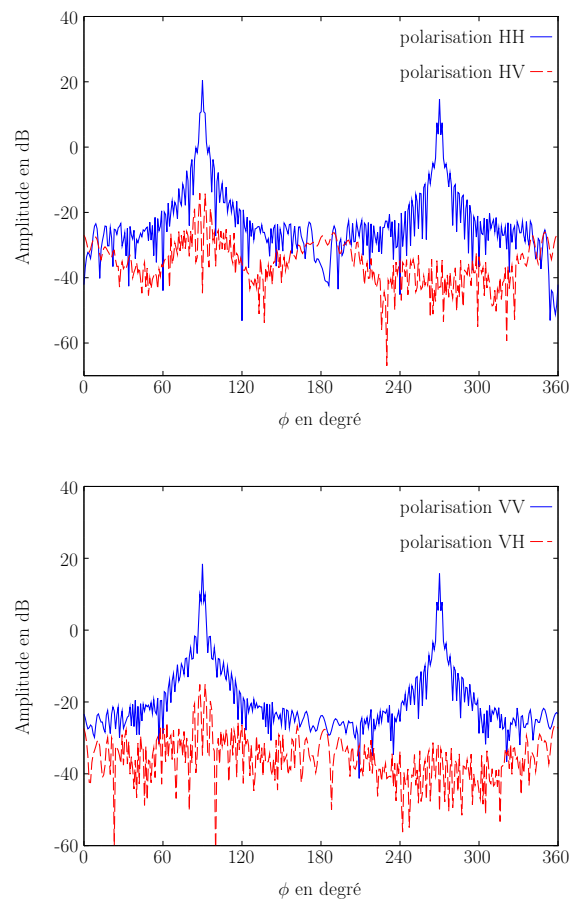 40
20
0
-20
-40
-60
Amplitude en dB
polarisation HH
polarisation HV
0 60 120 180 240 300 360
ϕ en degré
40
20
0
-20
-40
-60
Amplitude en dB
polarisation VV
polarisation VH
0 60 120 180 240 300 360
ϕ en degré